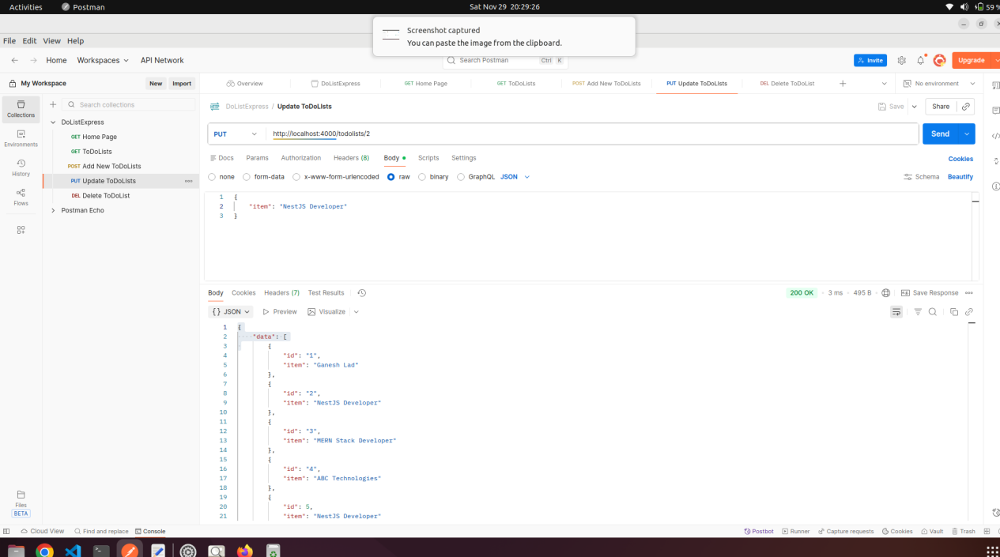 Activities Postman Sat Nov 29 20:29:26 59 %
Screenshot captured
You can paste the image from the clipboard.
File Edit View Help
Home Workspaces API Network Search Postman Ctrl K Invite Upgrade
My Workspace New Import Overview DoListExpress GET Home Page GET ToDoLists POST Add New ToDoLists PUT Update ToDoLIsts DEL Delete ToDoList No environment
Collections Search collections DoListExpress / Update ToDoLIsts Save Share
DoListExpress
GET Home Page PUT http://localhost:4000/todolists/2 Send
Environments
GET ToDoLists
Docs Params Authorization Headers (8) Body Scripts Settings Cookies
POST Add New ToDoLists
History
none form-data x-www-form-urlencoded raw binary GraphQL JSON Schema Beautify
PUT Update ToDoLIsts
DEL Delete ToDoList
Flows
Postman Echo
1 {
2 "item": "NestJS Developer"
3 }
Body Cookies Headers (7) Test Results 200 OK 3 ms 495 B Save Response
{} JSON Preview Visualize
1 {
2 "data": [
3 {
4 "id": "1",
5 "item": "Ganesh Lad"
6 },
7 {
8 "id": "2",
9 "item": "NestJS Developer"
10 },
11 {
12 "id": "3",
13 "item": "MERN Stack Developer"
14 },
15 {
16 "id": "4",
17 "item": "ABC Technologies"
18 },
19 {
20 "id": 5,
21 "item": "NestJS Developer"
Files
BETA
Cloud View Find and replace Console Postbot Runner Capture requests Cookies Vault Trash